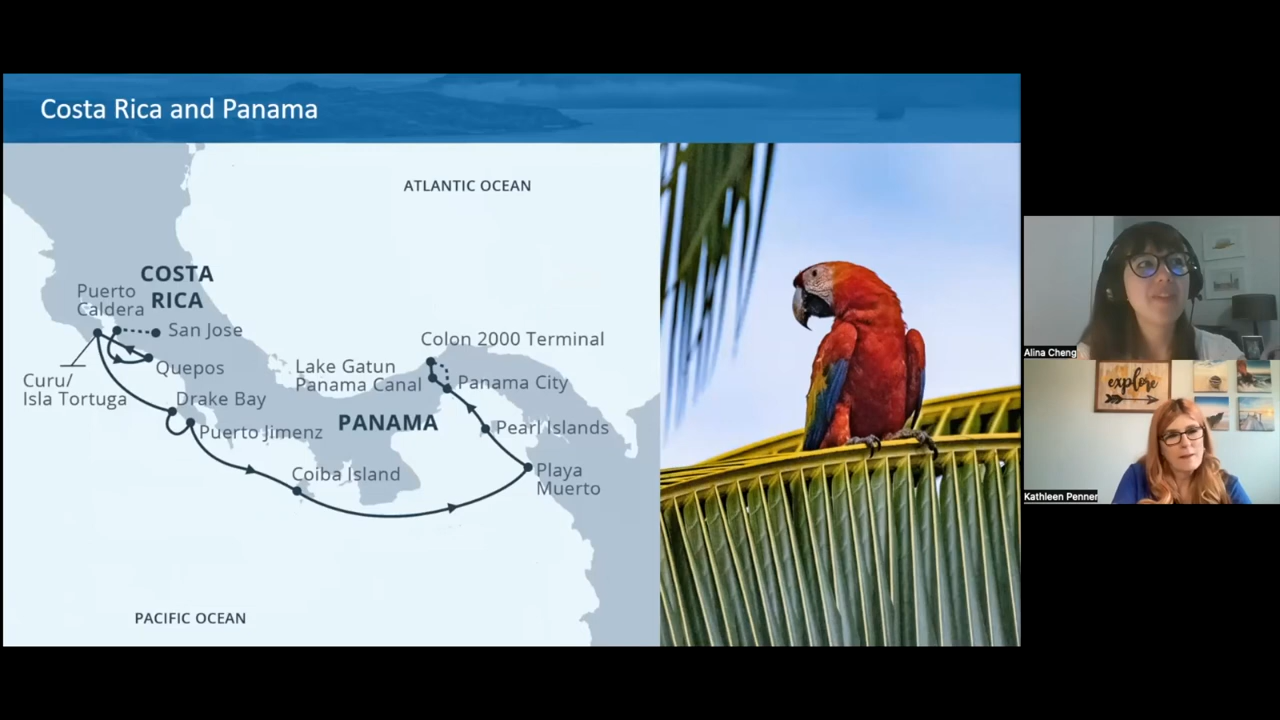 Costa Rica and Panama
ATLANTIC OCEAN
COSTA
RICA
Puerto
Caldera
San Jose
Quepos
Curu/
Isla Tortuga
Drake Bay
Puerto Jimenz
Colon 2000 Terminal
Lake Gatun
Panama Canal
Panama City
PANAMA
Pearl Islands
Coiba Island
Playa
Muerto
PACIFIC OCEAN
Alina Cheng
explore
Kathleen Penner